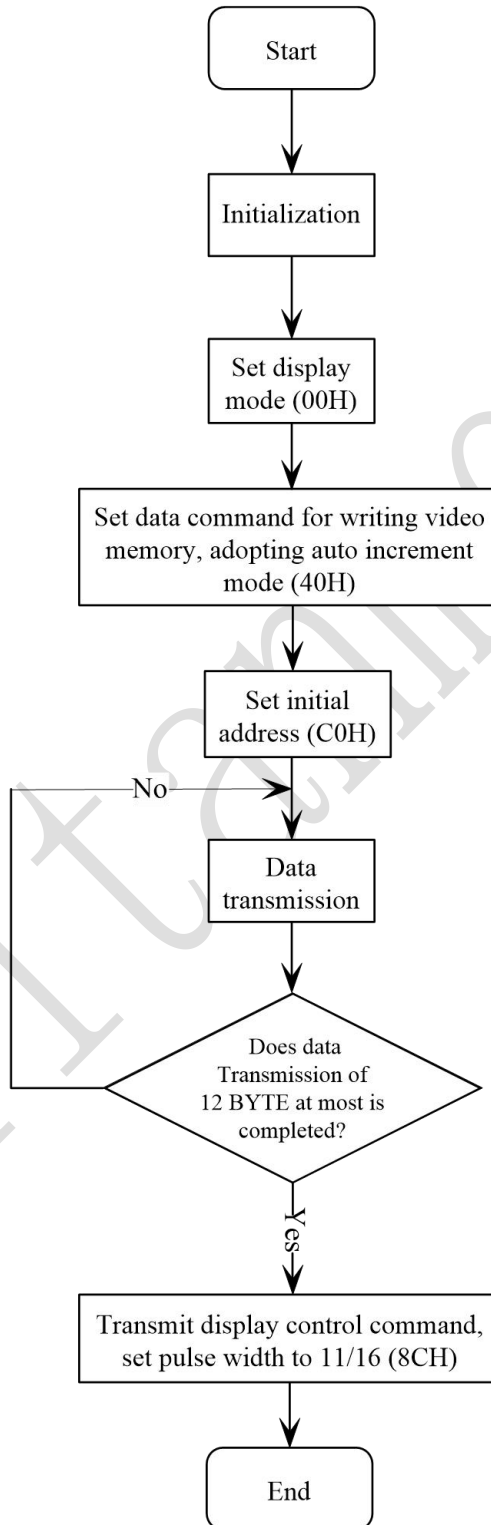 Start
Initialization
Set display
mode (00H)
Set data command for writing video
memory, adopting auto increment
mode (40H)
Set initial
address (C0H)
No
Data
transmission
Does data
Transmission of
12 BYTE at most is
completed?
Yes
Transmit display control command,
set pulse width to 11/16 (8CH)
End